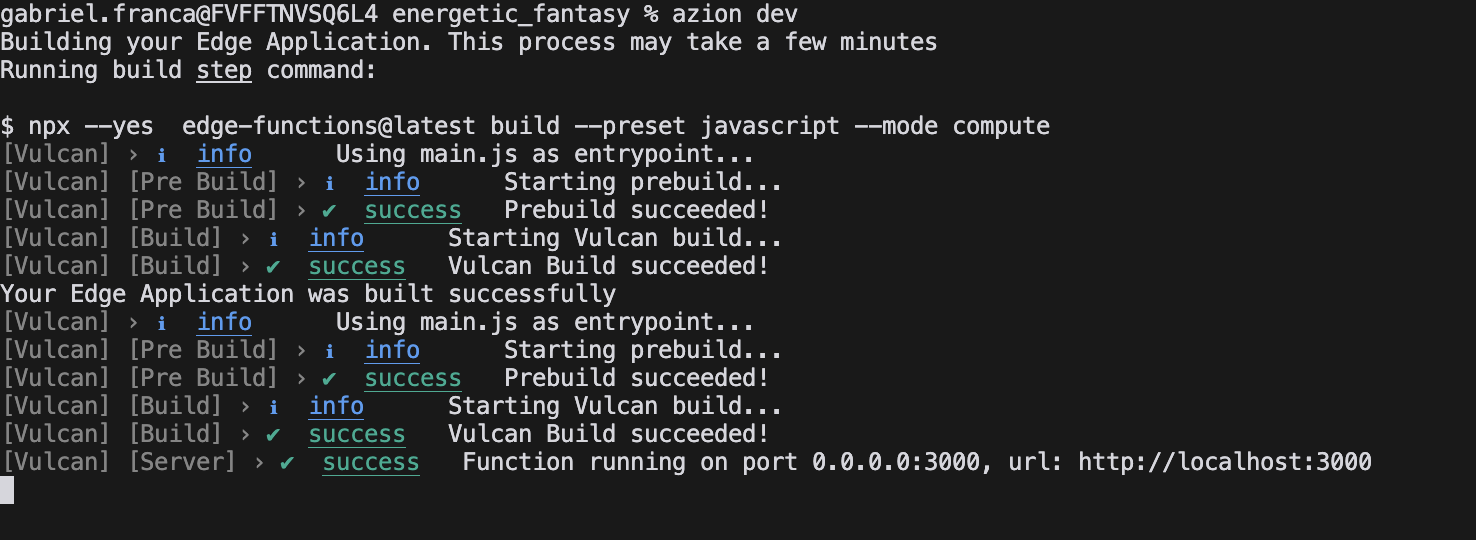 gabriel.franca@FVFFTNVSQ6L4 energetic_fantasy % azion dev
Building your Edge Application. This process may take a few minutes
Running build step command:
$ npx --yes  edge-functions@latest build --preset javascript --mode compute
[Vulcan] › ℹ  info      Using main.js as entrypoint...
[Vulcan] [Pre Build] › ℹ  info      Starting prebuild...
[Vulcan] [Pre Build] › ✔  success   Prebuild succeeded!
[Vulcan] [Build] › ℹ  info      Starting Vulcan build...
[Vulcan] [Build] › ✔  success   Vulcan Build succeeded!
Your Edge Application was built successfully
[Vulcan] › ℹ  info      Using main.js as entrypoint...
[Vulcan] [Pre Build] › ℹ  info      Starting prebuild...
[Vulcan] [Pre Build] › ✔  success   Prebuild succeeded!
[Vulcan] [Build] › ℹ  info      Starting Vulcan build...
[Vulcan] [Build] › ✔  success   Vulcan Build succeeded!
[Vulcan] [Server] › ✔  success   Function running on port 0.0.0.0:3000, url: http://localhost:3000